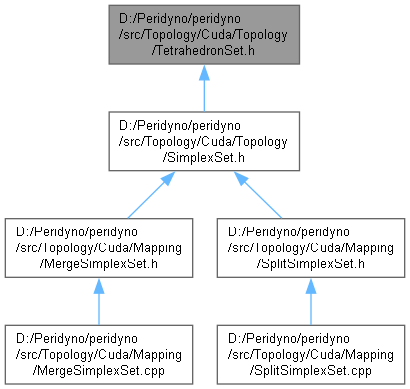 D:/Peridyno/peridyno
/src/Topology/Cuda/Topology
/TetrahedronSet.h
D:/Peridyno/peridyno
/src/Topology/Cuda/Topology
/SimplexSet.h
D:/Peridyno/peridyno
/src/Topology/Cuda/Mapping
/MergeSimplexSet.h
D:/Peridyno/peridyno
/src/Topology/Cuda/Mapping
/SplitSimplexSet.h
D:/Peridyno/peridyno
/src/Topology/Cuda/Mapping
/MergeSimplexSet.cpp
D:/Peridyno/peridyno
/src/Topology/Cuda/Mapping
/SplitSimplexSet.cpp